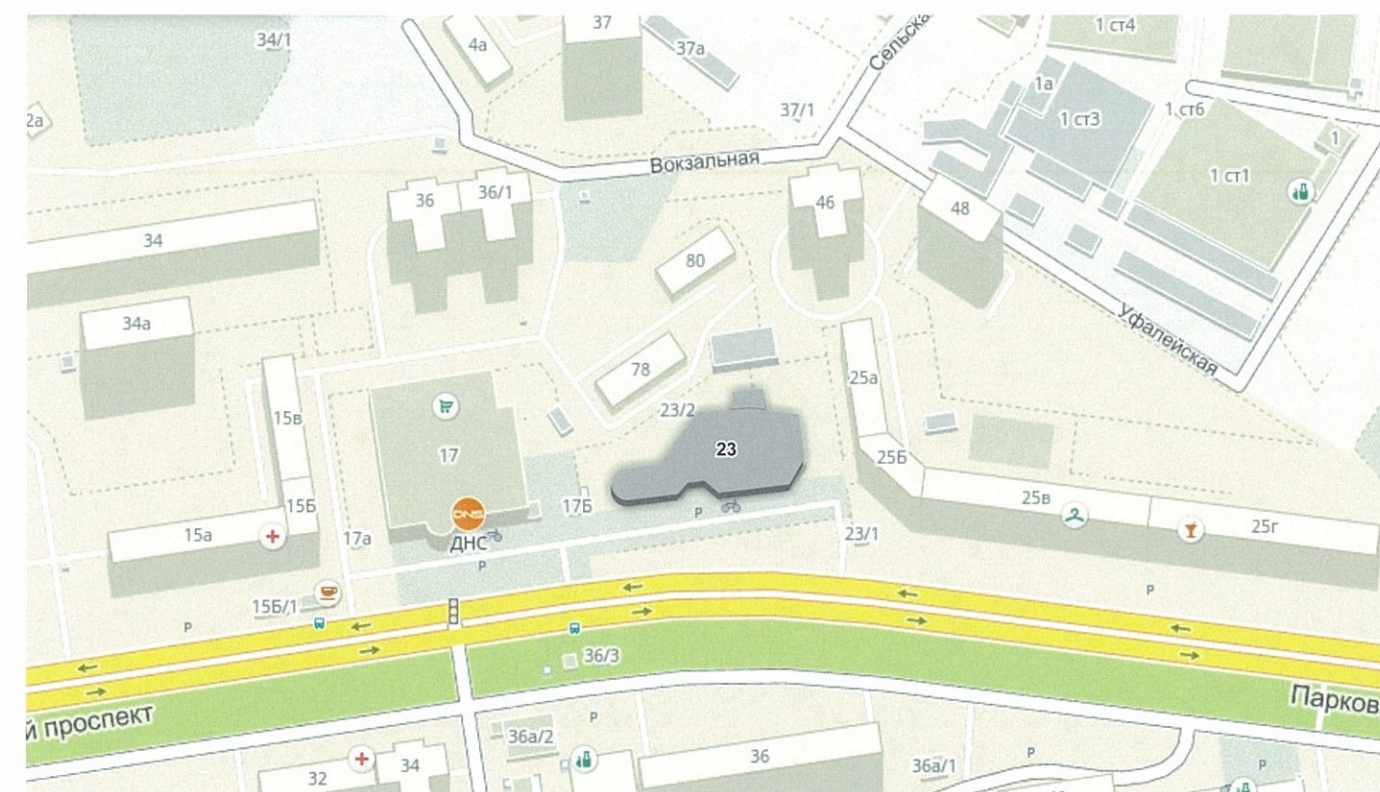 34/1
4а
37
37а
Сельска
1 ст4
1а
1 ст3
1 ст6
1
2а
37/1
Вокзальная
1 ст1
36
36/1
46
48
34
80
34а
Уфалейская
78
25а
15в
23/2
17
23
25Б
15Б
17Б
25в
15а
17а
DNS
ДНС
P
23/1
25г
P
15Б/1
P
P
36/3
й проспект
Парков
36а/2
P
32
34
36
36а/1
P
P